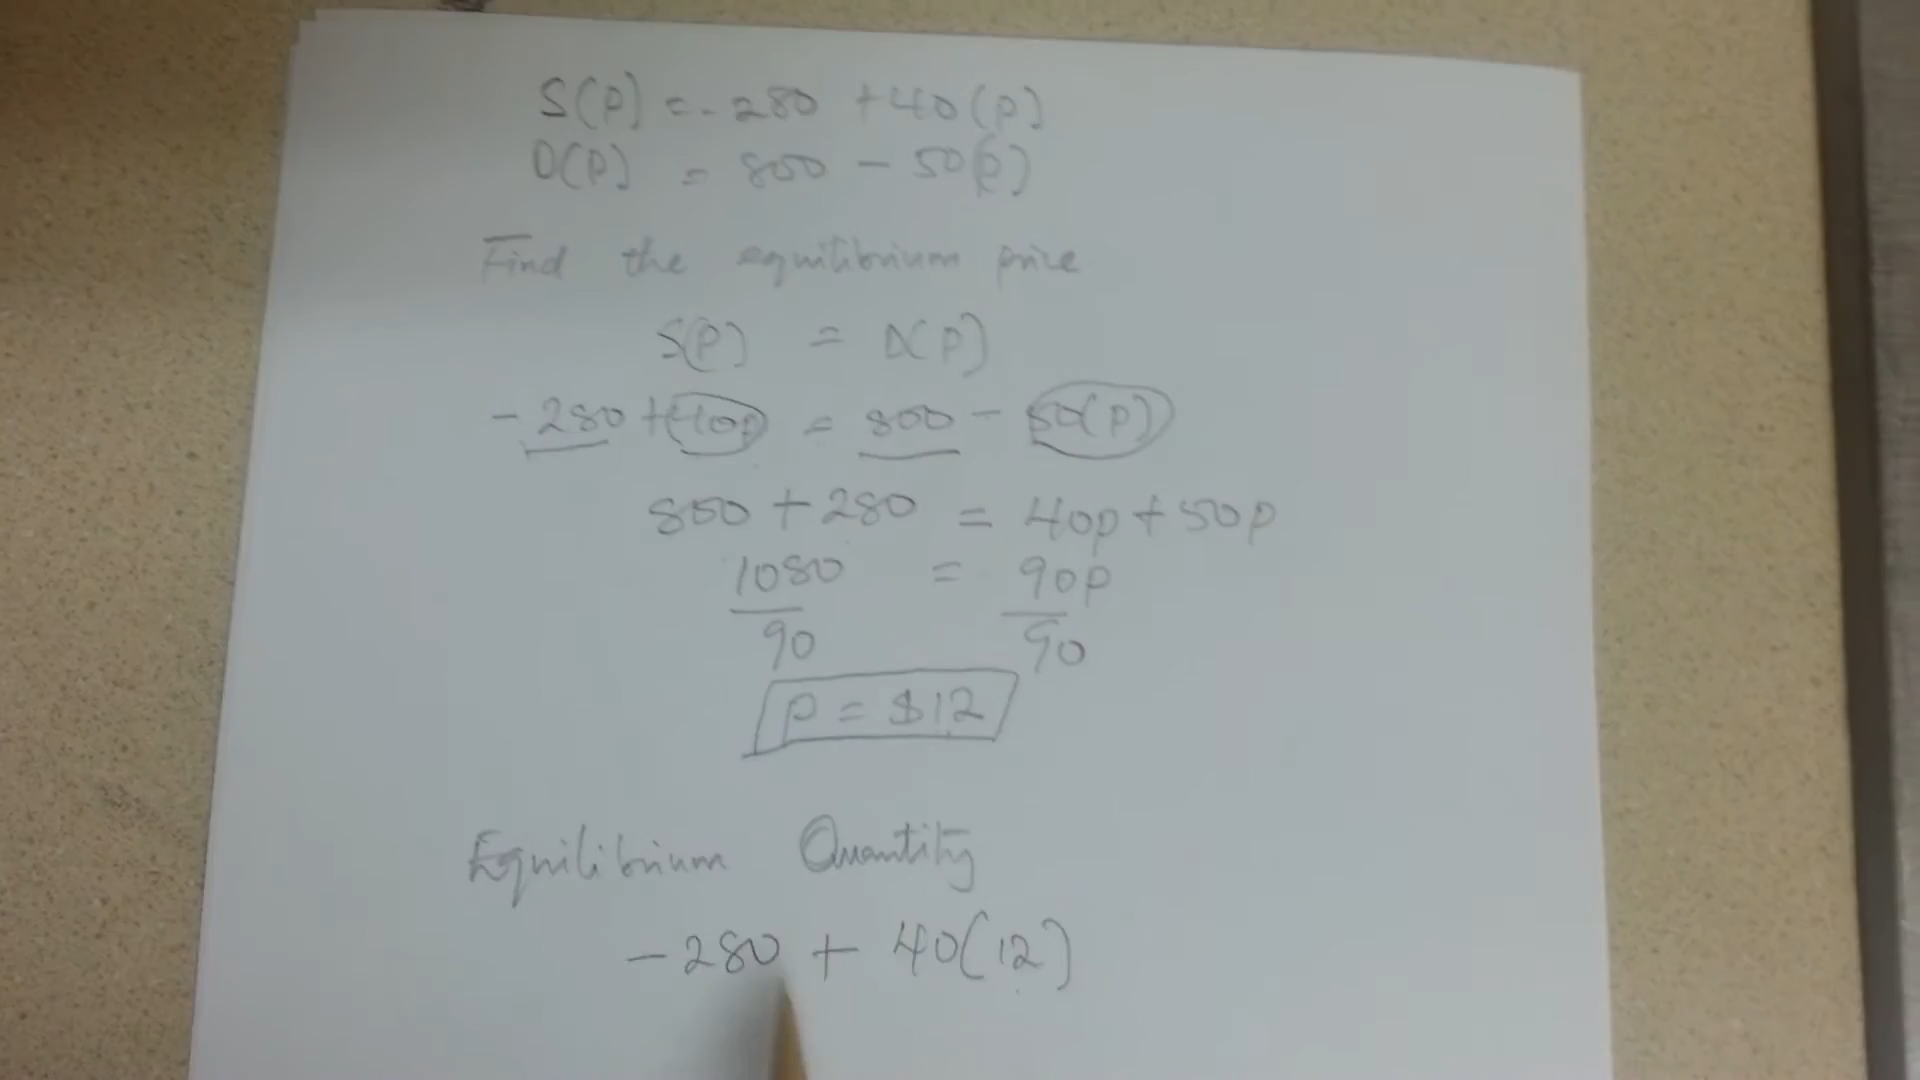 S(P) = -280 + 40(P)
D(P) = 800 - 50(P)
Find the equilibrium price
S(P) = D(P)
-280 + 40p = 800 - 50(P)
800 + 280 = 40p + 50p
1080 = 90p
90 90
P = $12
Equilibrium Quantity
-280 + 40(12)